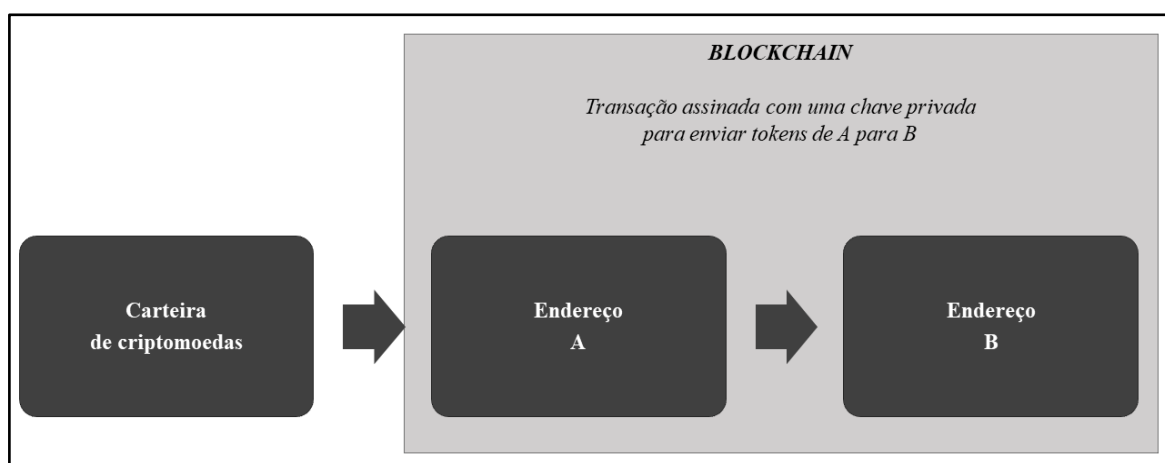 BLOCKCHAIN
Transação assinada com uma chave privada
para enviar tokens de A para B
Carteira
de criptomoedas
Endereço
A
Endereço
B